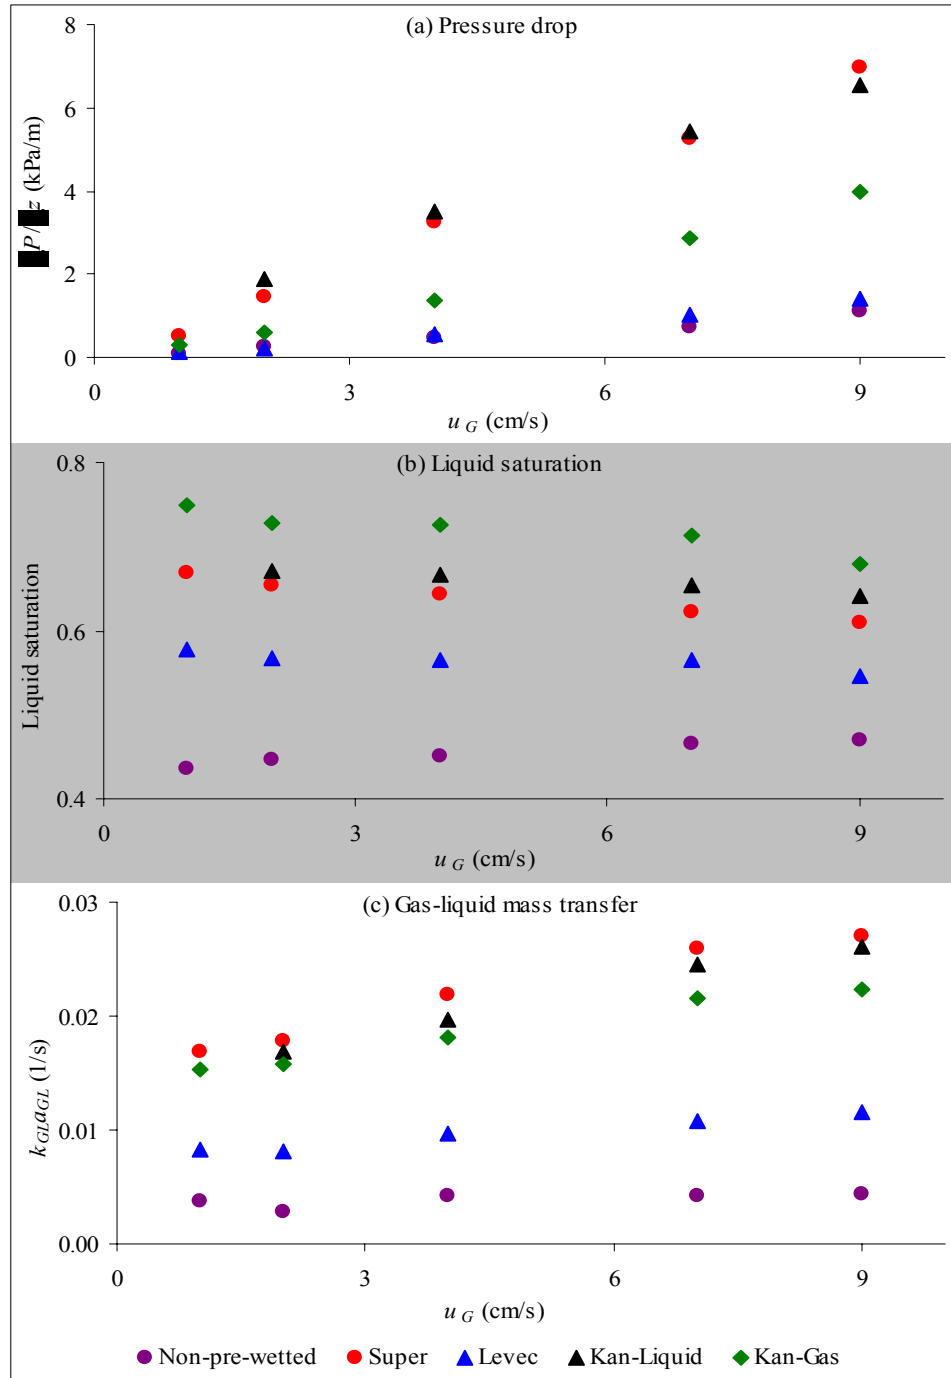 (a) Pressure drop
8
6
4
2
0
P/ z (kPa/m)
0 3 6 9
u G (cm/s)
(b) Liquid saturation
0.8
0.6
0.4
Liquid saturation
0 3 6 9
u G (cm/s)
(c) Gas-liquid mass transfer
0.03
0.02
0.01
0.00
kGLaGL (1/s)
0 3 6 9
u G (cm/s)
Non-pre-wetted Super Levec Kan-Liquid Kan-Gas